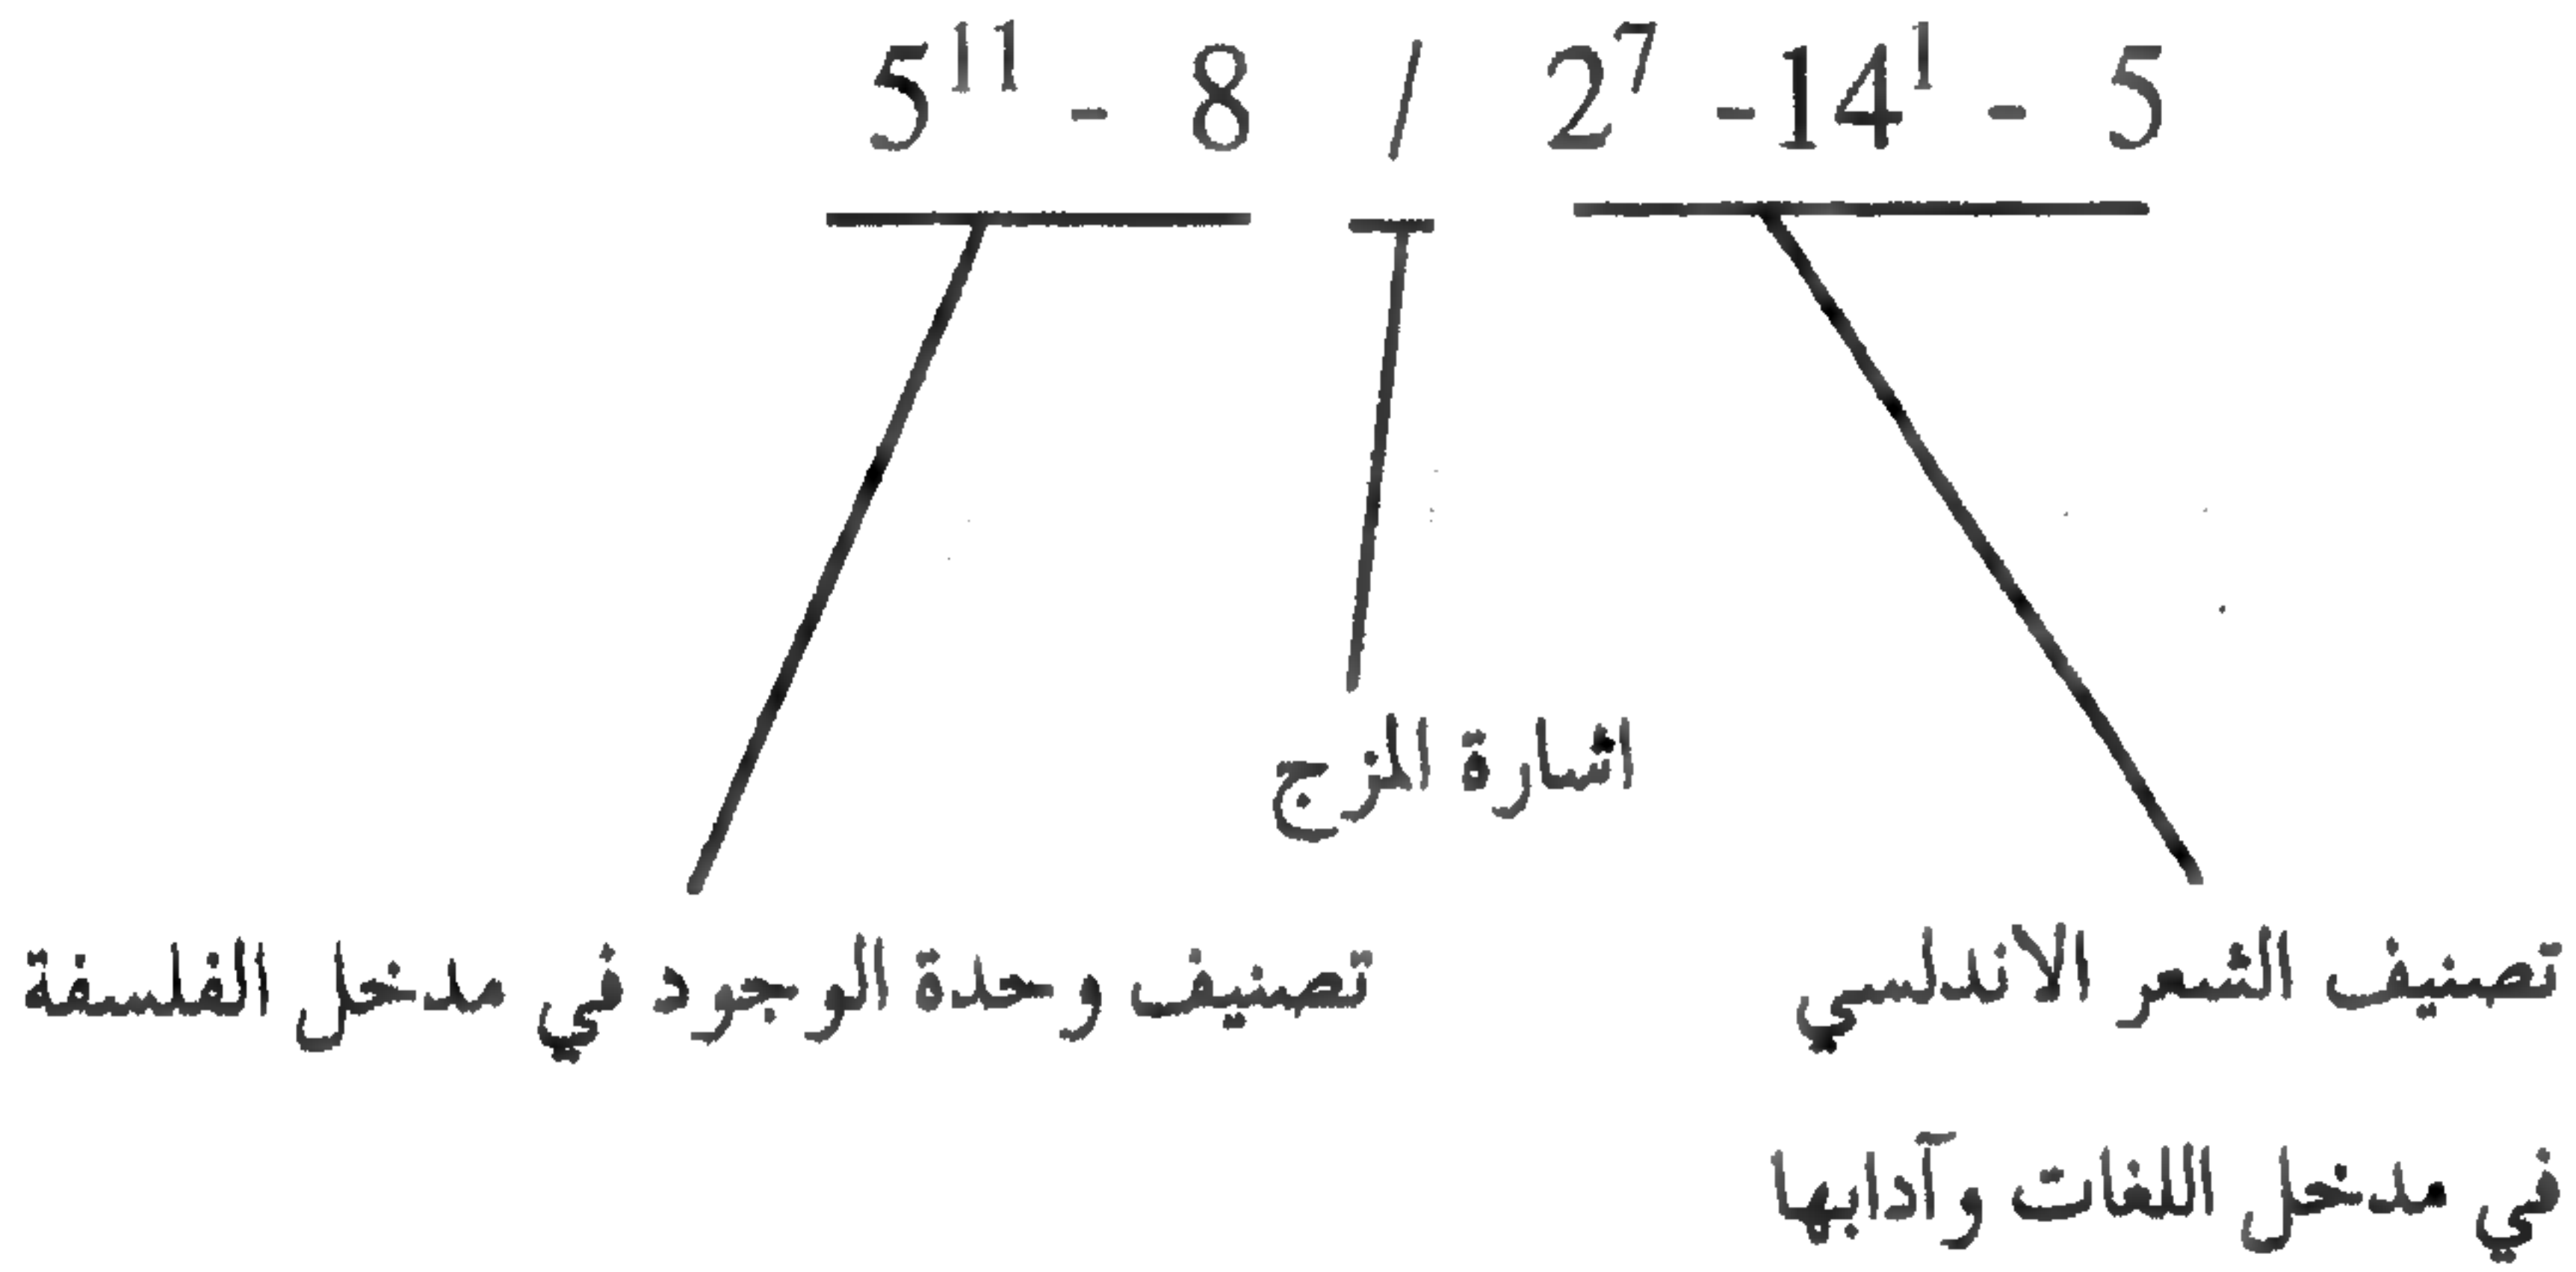 5¹¹ - 8 / 2⁷ -14¹ - 5
اشارة المزج
تصنيف الشعر الاندلسي
في مدخل اللغات وآدابها
تصنيف وحدة الوجود في مدخل الفلسفة